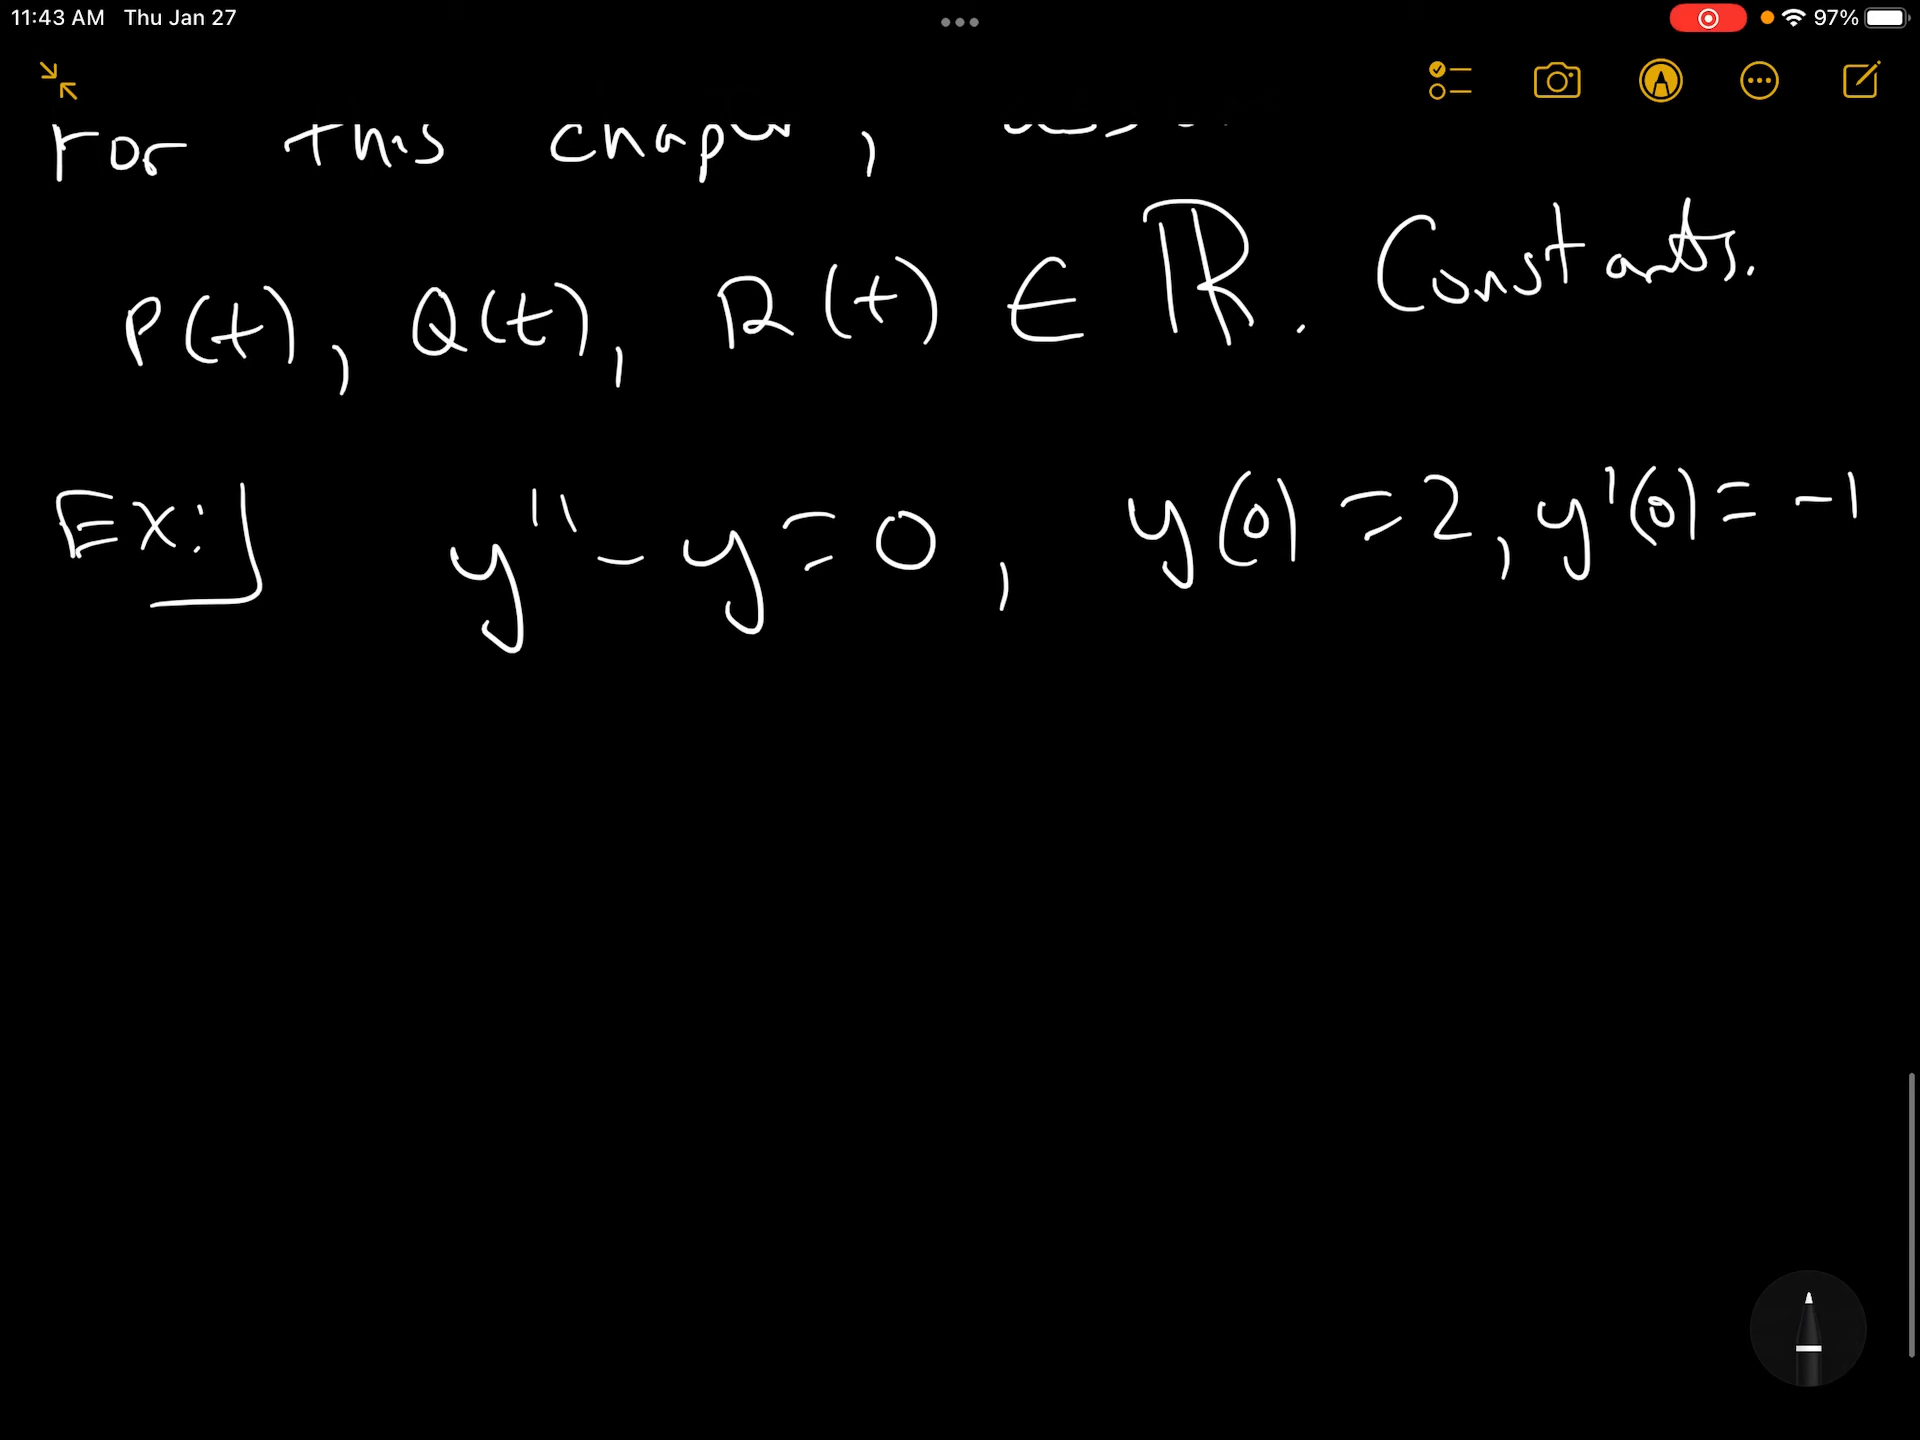 11:43 AM Thu Jan 27
97%
For this chapter,
P(t), Q(t), R(t) ∈ ℝ. Constants.
Ex:] y'' - y = 0, y(0) = 2, y'(0) = -1